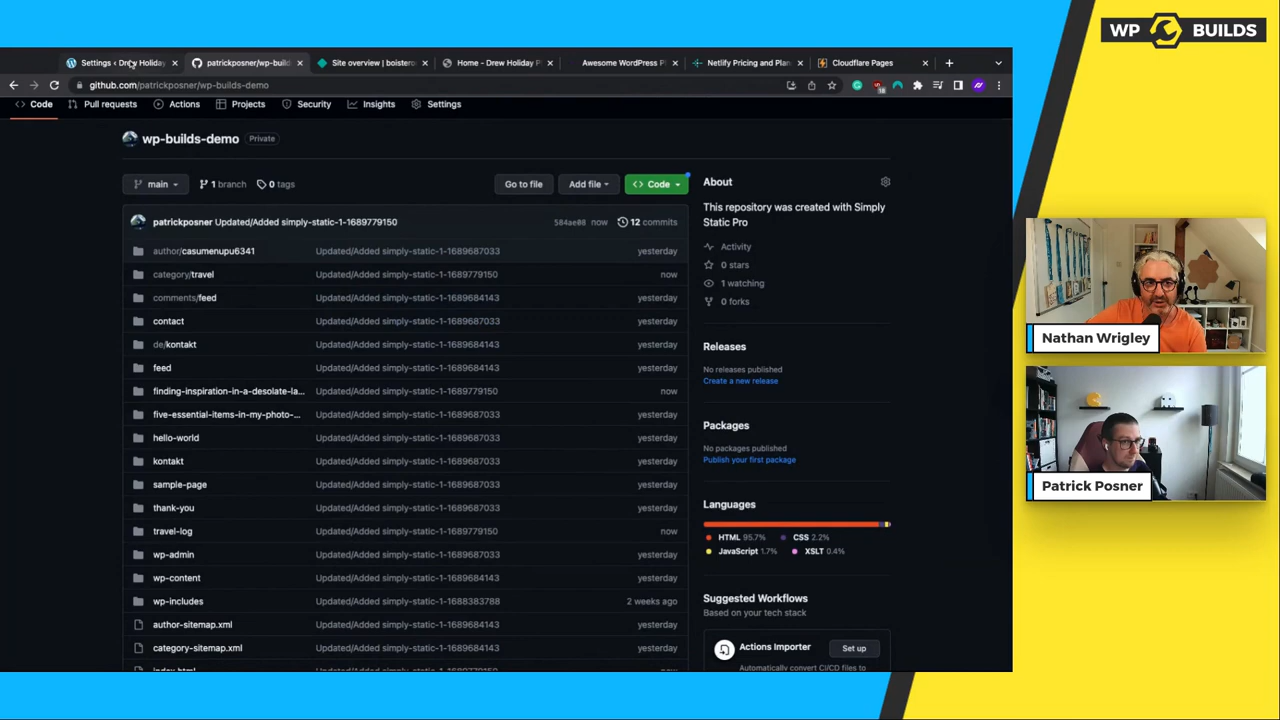 WP BUILDS
Settings ‹ Drew Holiday
patrickposner/wp-builds-demo
Site overview | boisteron
Home - Drew Holiday P
Awesome WordPress P
Netlify Pricing and Plan
Cloudflare Pages
github.com/patrickposner/wp-builds-demo
Code
Pull requests
Actions
Projects
Security
Insights
Settings
wp-builds-demo
Private
main
1 branch
0 tags
Go to file
Add file
Code
patrickposner Updated/Added simply-static-1-1689779150
584ae08 now
12 commits
author/casumenupu6341 Updated/Added simply-static-1-1689687033 yesterday
category/travel Updated/Added simply-static-1-1689779150 now
comments/feed Updated/Added simply-static-1-1689684143 yesterday
contact Updated/Added simply-static-1-1689687033 yesterday
de/kontakt Updated/Added simply-static-1-1689684143 yesterday
feed Updated/Added simply-static-1-1689687033 yesterday
finding-inspiration-in-a-desolate-la... Updated/Added simply-static-1-1689779150 now
five-essential-items-in-my-photo-... Updated/Added simply-static-1-1689687033 yesterday
hello-world Updated/Added simply-static-1-1689687033 yesterday
kontakt Updated/Added simply-static-1-1689687033 yesterday
sample-page Updated/Added simply-static-1-1689687033 yesterday
thank-you Updated/Added simply-static-1-1689687033 yesterday
travel-log Updated/Added simply-static-1-1689779150 now
wp-admin Updated/Added simply-static-1-1689687033 yesterday
wp-content Updated/Added simply-static-1-1689684143 yesterday
wp-includes Updated/Added simply-static-1-1688383788 2 weeks ago
author-sitemap.xml Updated/Added simply-static-1-1689684143 yesterday
category-sitemap.xml Updated/Added simply-static-1-1689684143 yesterday
About
This repository was created with Simply
Static Pro
Activity
0 stars
1 watching
0 forks
Releases
No releases published
Create a new release
Packages
No packages published
Publish your first package
Languages
HTML 95.7%
CSS 2.2%
JavaScript 1.7%
XSLT 0.4%
Suggested Workflows
Based on your tech stack
Actions Importer
Set up
Automatically convert CI/CD files to
Nathan Wrigley
Patrick Posner